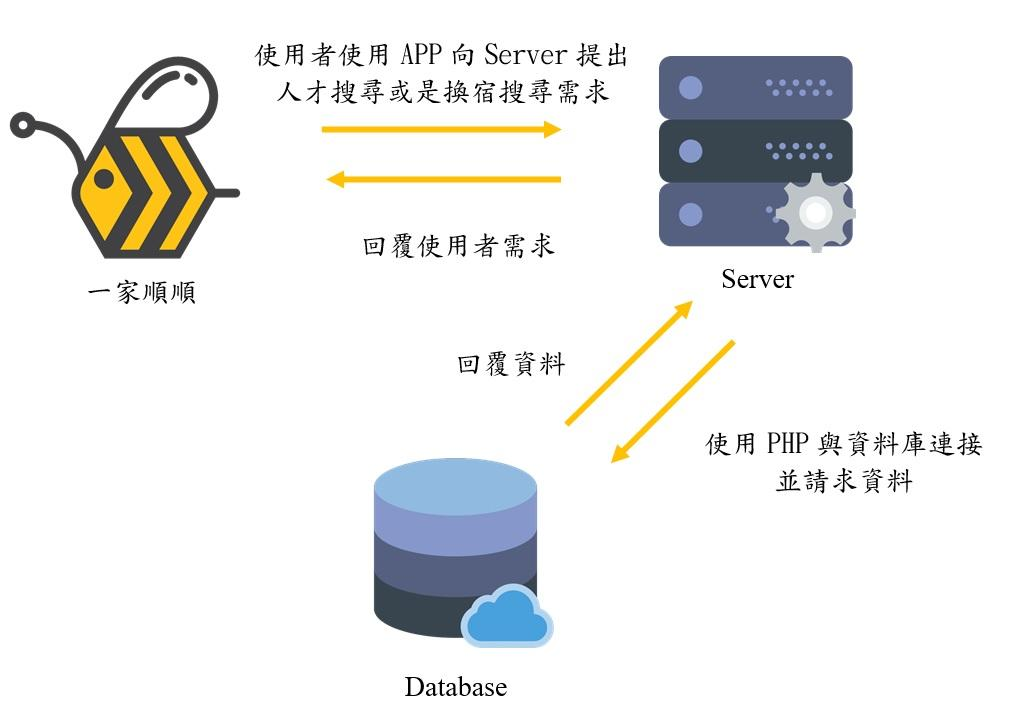 使用者使用 APP 向 Server 提出
人才搜尋或是換宿搜尋需求
回覆使用者需求
一家順順
Server
回覆資料
使用 PHP 與資料庫連接
並請求資料
Database